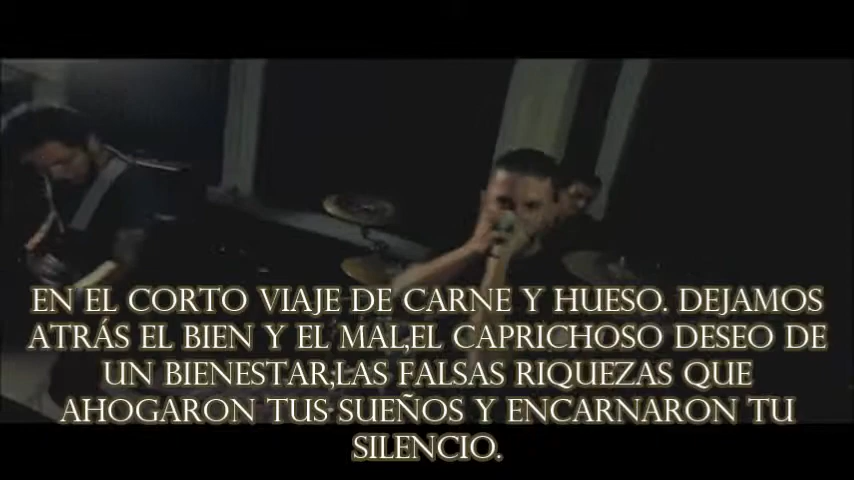 EN EL CORTO VIAJE DE CARNE Y HUESO. DEJAMOS
ATRÁS EL BIEN Y EL MAL,EL CAPRICHOSO DESEO DE
UN BIENESTAR;LAS FALSAS RIQUEZAS QUE
AHOGARON TUS SUEÑOS Y ENCARNARON TU
SILENCIO.